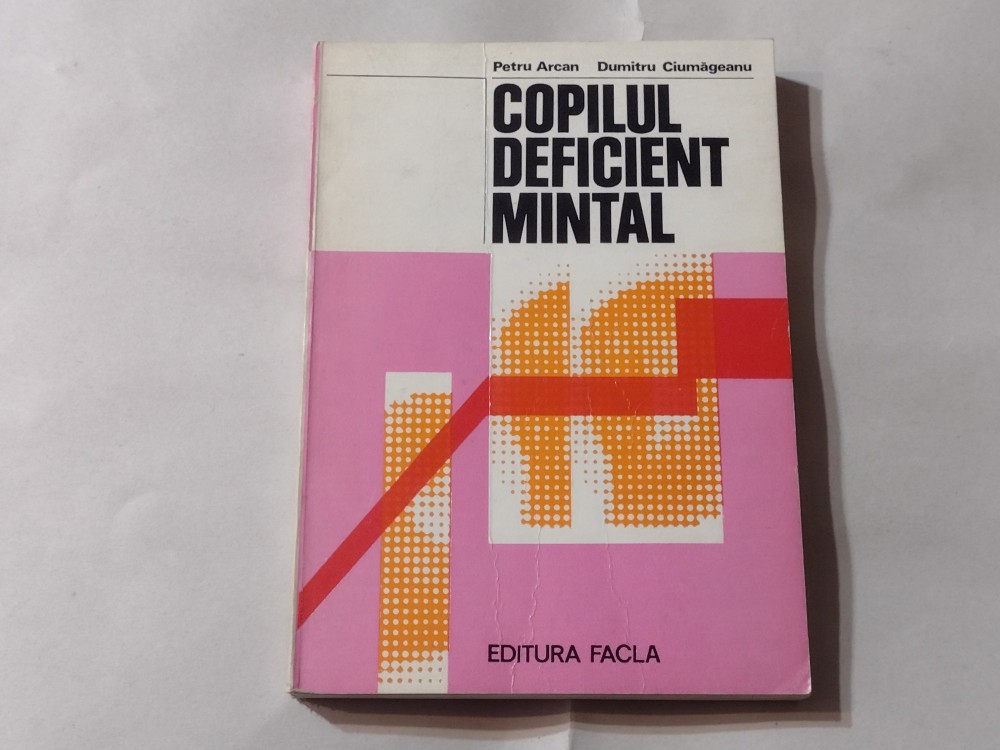 Petru Arcan Dumitru Ciumăgeanu
COPILUL
DEFICIENT
MINTAL
EDITURA FACLA